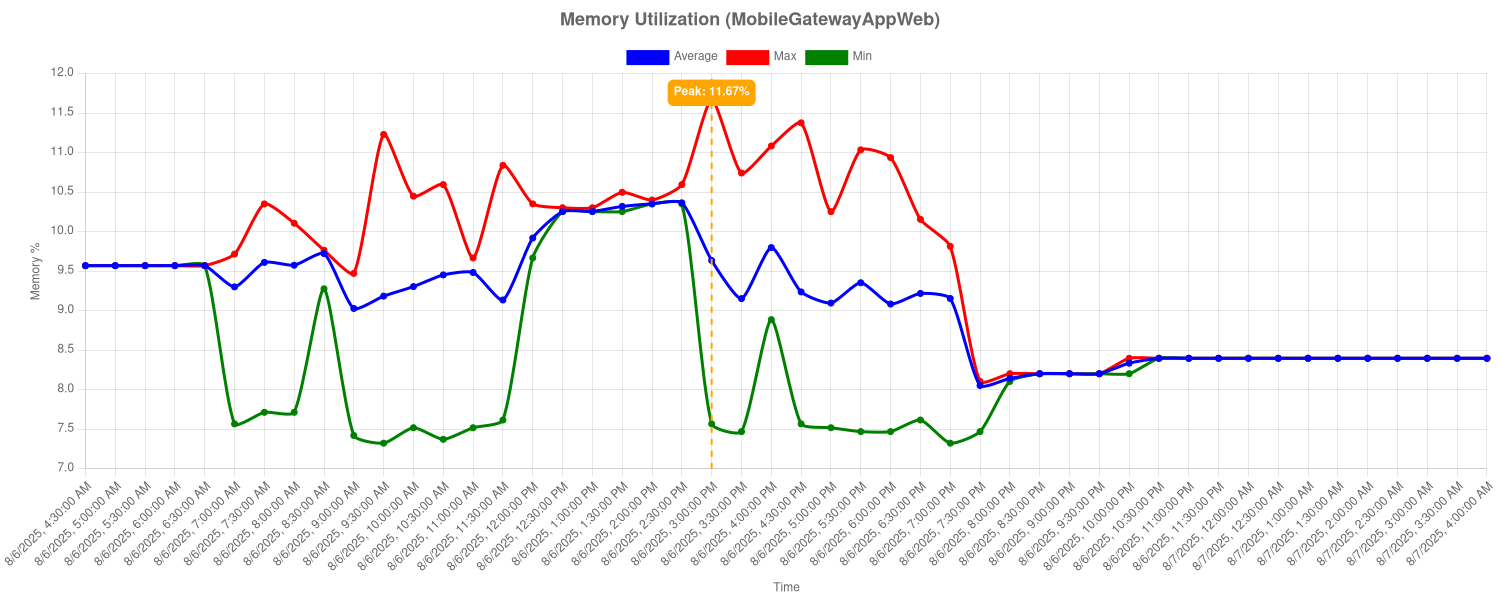 Memory Utilization (MobileGatewayAppWeb)
Average Max Min
Peak: 11.67%
12.0
11.5
11.0
10.5
10.0
9.5
9.0
8.5
8.0
7.5
7.0
Memory %
8/6/2025, 4:30:00 AM
8/6/2025, 5:00:00 AM
8/6/2025, 5:30:00 AM
8/6/2025, 6:00:00 AM
8/6/2025, 6:30:00 AM
8/6/2025, 7:00:00 AM
8/6/2025, 7:30:00 AM
8/6/2025, 8:00:00 AM
8/6/2025, 8:30:00 AM
8/6/2025, 9:00:00 AM
8/6/2025, 9:30:00 AM
8/6/2025, 10:00:00 AM
8/6/2025, 10:30:00 AM
8/6/2025, 11:00:00 AM
8/6/2025, 11:30:00 AM
8/6/2025, 12:00:00 PM
8/6/2025, 12:30:00 PM
8/6/2025, 1:00:00 PM
8/6/2025, 1:30:00 PM
8/6/2025, 2:00:00 PM
8/6/2025, 2:30:00 PM
8/6/2025, 3:00:00 PM
8/6/2025, 3:30:00 PM
8/6/2025, 4:00:00 PM
8/6/2025, 4:30:00 PM
8/6/2025, 5:00:00 PM
8/6/2025, 5:30:00 PM
8/6/2025, 6:00:00 PM
8/6/2025, 6:30:00 PM
8/6/2025, 7:00:00 PM
8/6/2025, 7:30:00 PM
8/6/2025, 8:00:00 PM
8/6/2025, 8:30:00 PM
8/6/2025, 9:00:00 PM
8/6/2025, 9:30:00 PM
8/6/2025, 10:00:00 PM
8/6/2025, 10:30:00 PM
8/6/2025, 11:00:00 PM
8/6/2025, 11:30:00 PM
8/7/2025, 12:00:00 AM
8/7/2025, 12:30:00 AM
8/7/2025, 1:00:00 AM
8/7/2025, 1:30:00 AM
8/7/2025, 2:00:00 AM
8/7/2025, 2:30:00 AM
8/7/2025, 3:00:00 AM
8/7/2025, 3:30:00 AM
8/7/2025, 4:00:00 AM
Time